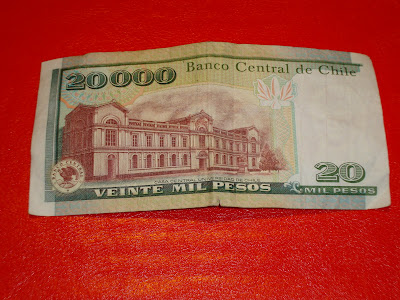 20000 Banco Central de Chile
20
VEINTE MIL PESOS
MIL PESOS
CASA CENTRAL UNIVERSIDAD DE CHILE